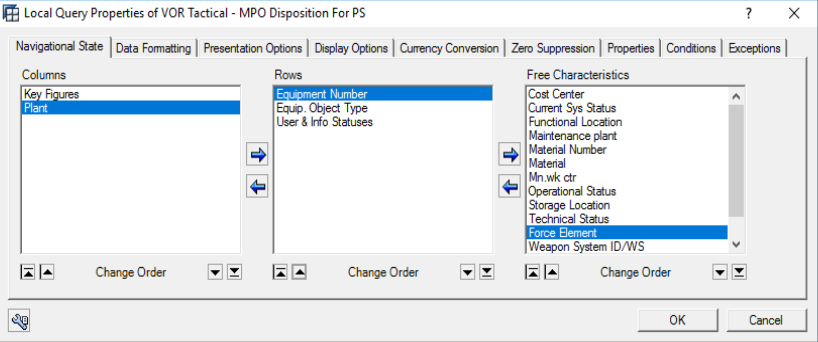 Local Query Properties of VOR Tactical - MPO Disposition For PS
?
Navigational State
Data Formatting
Presentation Options
Display Options
Currency Conversion
Zero Suppression
Properties
Conditions
Exceptions
Columns
Key Figures
Plant
Change Order
Rows
Equipment Number
Equip. Object Type
User & Info Statuses
Change Order
Free Characteristics
Cost Center
Current Sys Status
Functional Location
Maintenance plant
Material Number
Material
Mn.wk ctr
Operational Status
Storage Location
Technical Status
Force Element
Weapon System ID/WS
Change Order
OK
Cancel